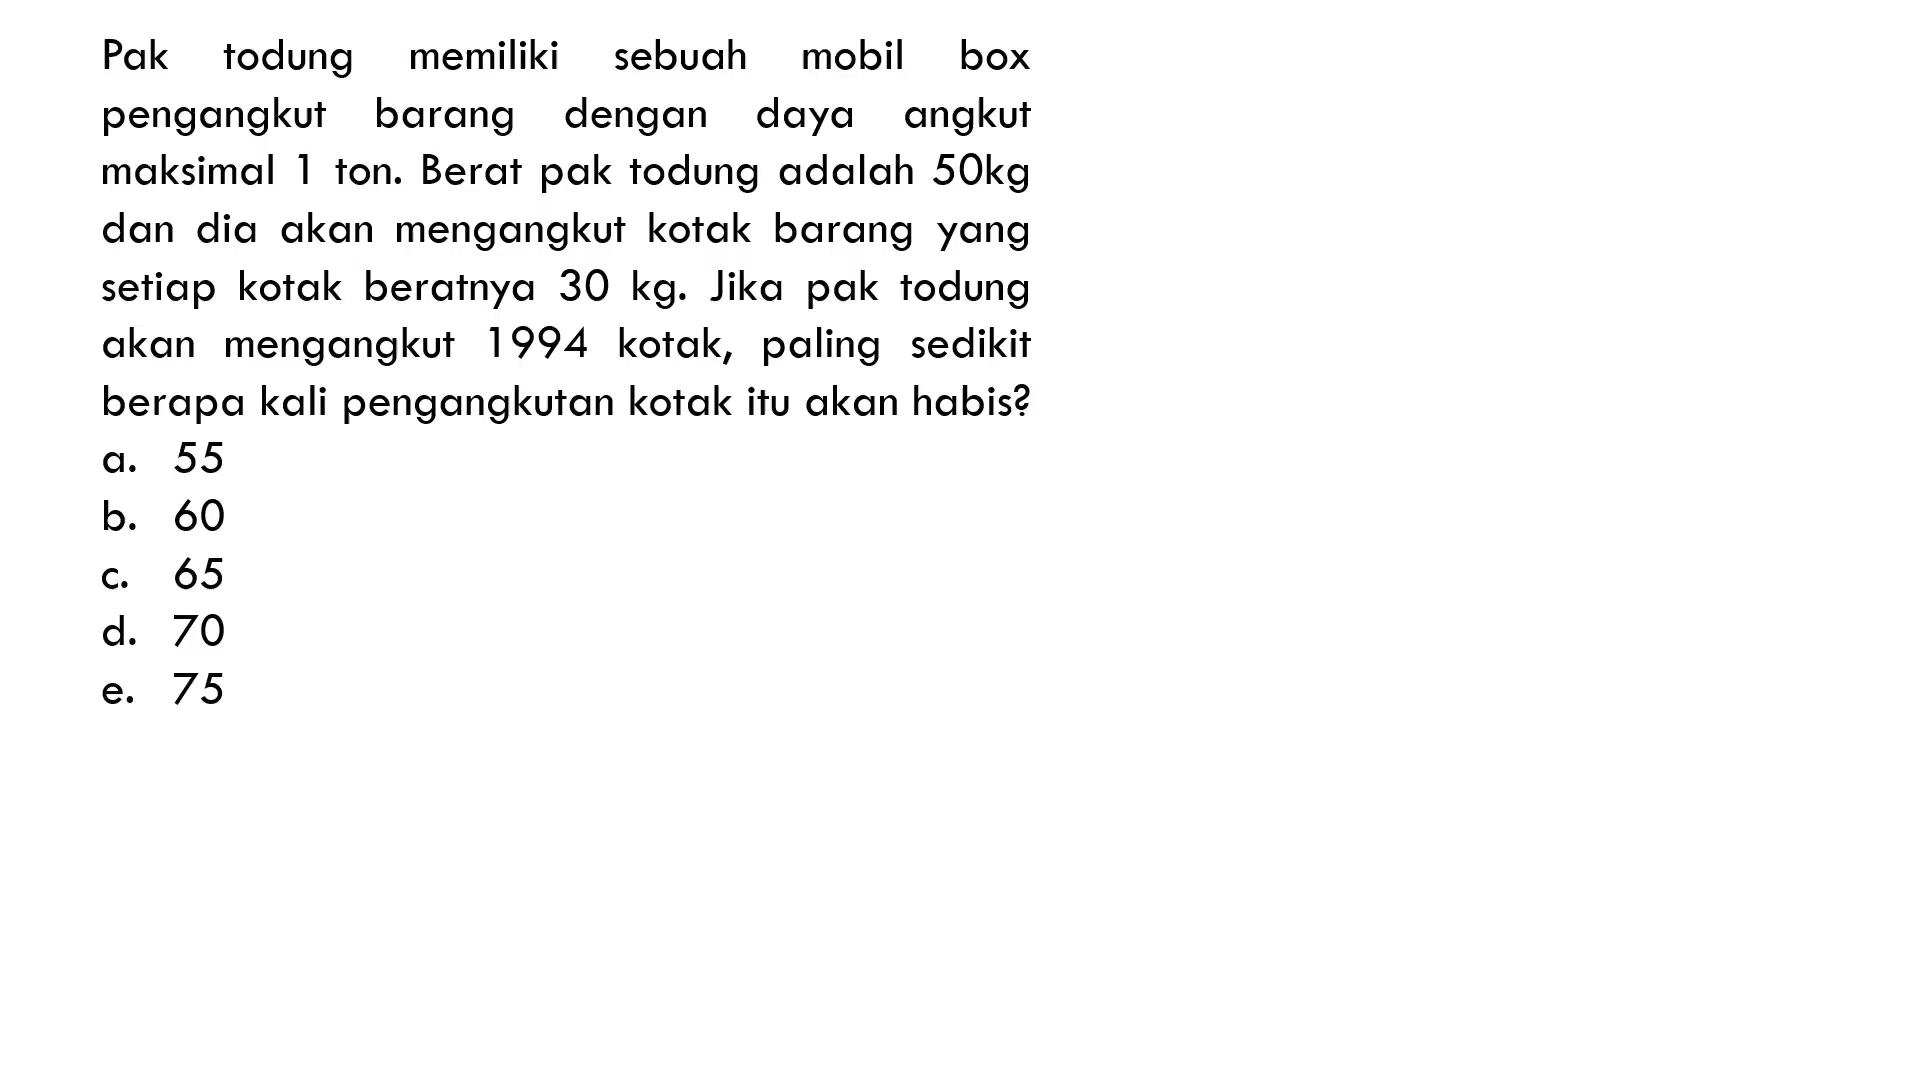 Pak todung memiliki sebuah mobil box
pengangkut barang dengan daya angkut
maksimal 1 ton. Berat pak todung adalah 50kg
dan dia akan mengangkut kotak barang yang
setiap kotak beratnya 30 kg. Jika pak todung
akan mengangkut 1994 kotak, paling sedikit
berapa kali pengangkutan kotak itu akan habis?
a. 55
b. 60
c. 65
d. 70
e. 75